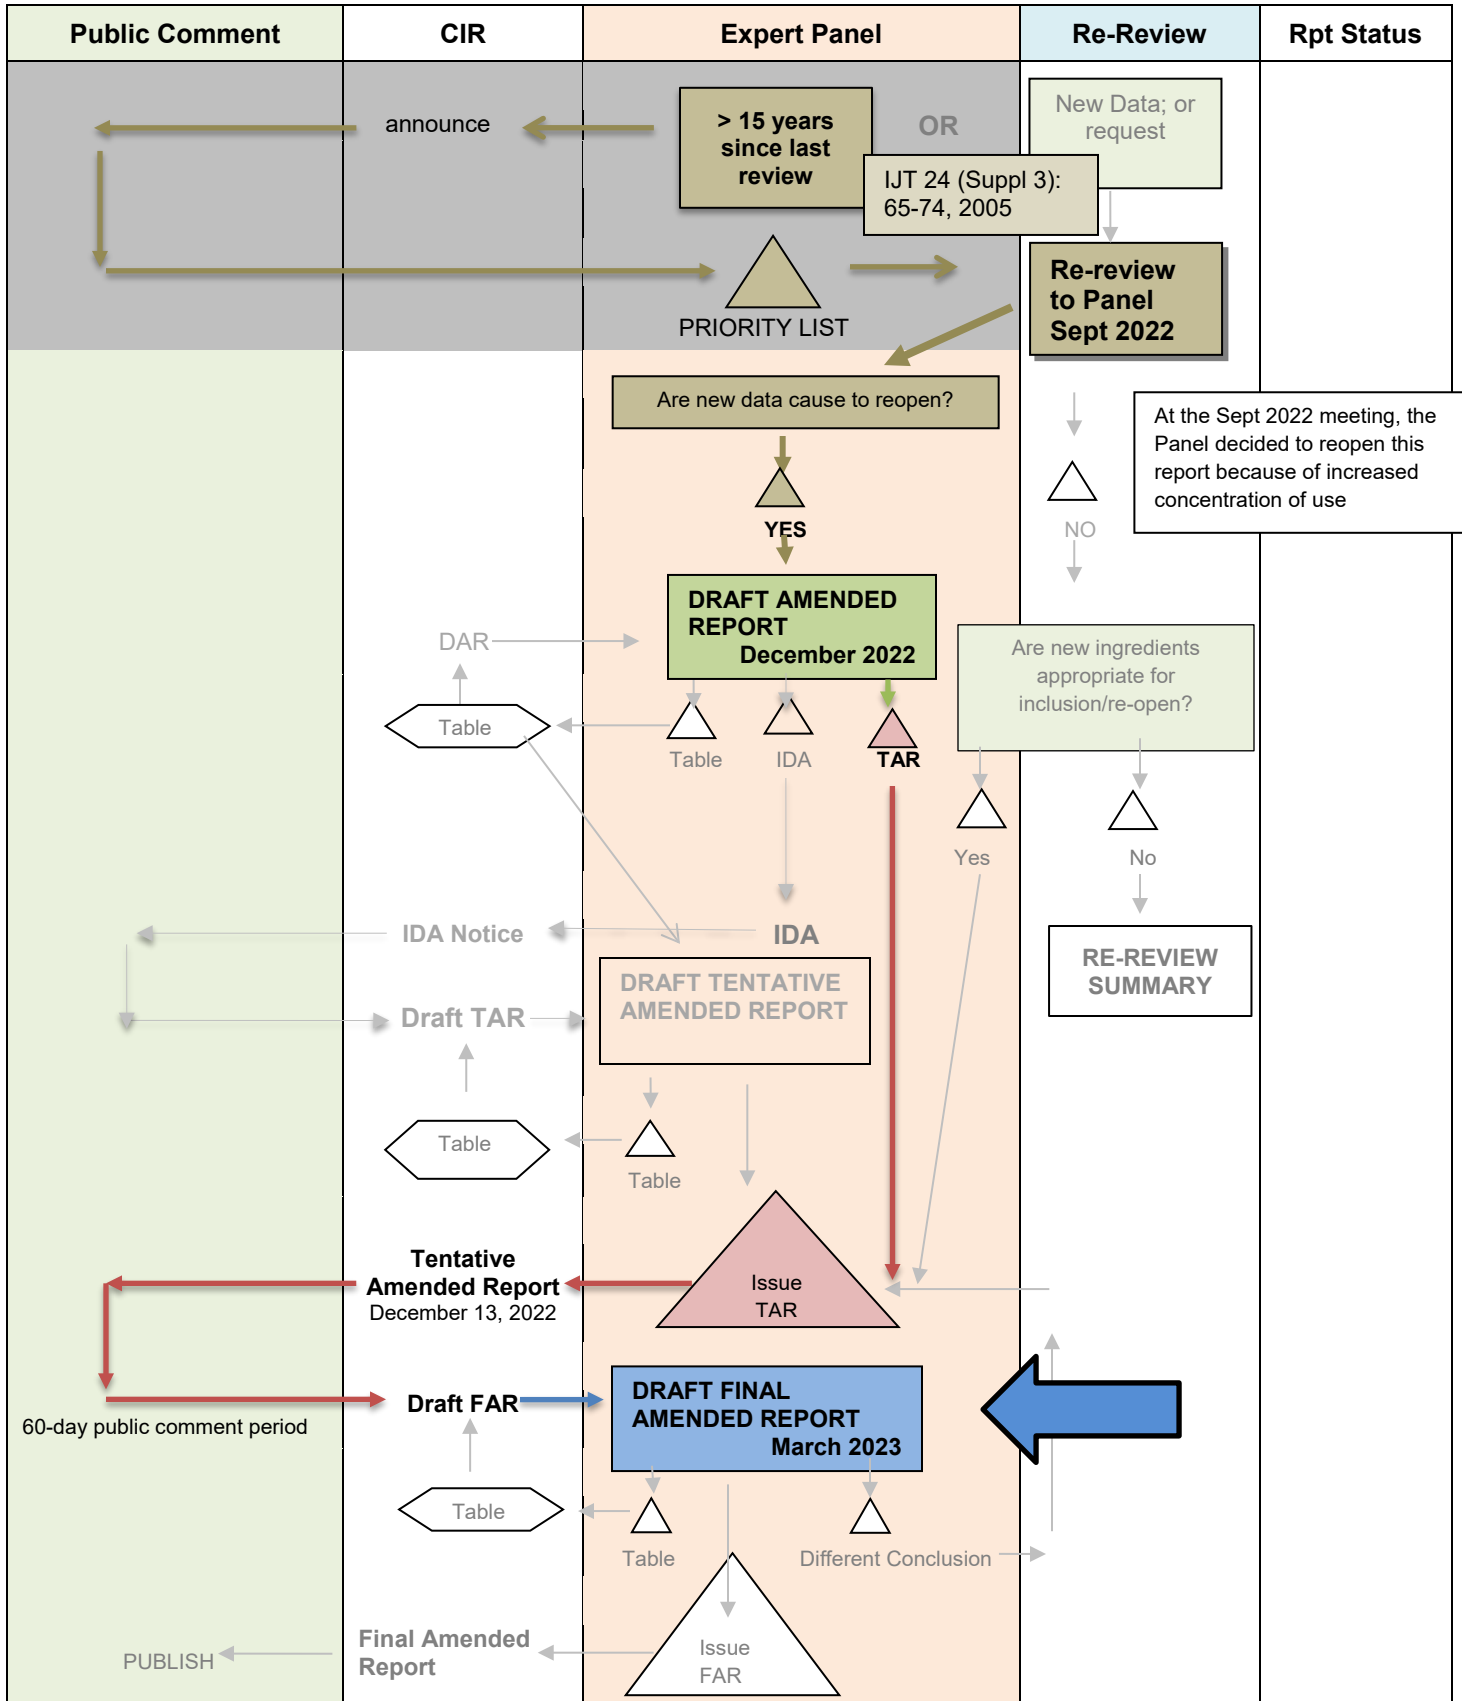 Public Comment
CIR
Expert Panel
Re-Review
Rpt Status
announce
> 15 years
since last
review
OR
New Data; or
request
IJT 24 (Suppl 3):
65-74, 2005
PRIORITY LIST
Re-review
to Panel
Sept 2022
Are new data cause to reopen?
At the Sept 2022 meeting, the
Panel decided to reopen this
report because of increased
concentration of use
YES
NO
DRAFT AMENDED
REPORT
December 2022
DAR
Are new ingredients
appropriate for
inclusion/re-open?
Table
Table
IDA
TAR
Yes
No
IDA Notice
IDA
RE-REVIEW
SUMMARY
DRAFT TENTATIVE
AMENDED REPORT
Draft TAR
Table
Table
Tentative
Amended Report
December 13, 2022
Issue
TAR
60-day public comment period
Draft FAR
DRAFT FINAL
AMENDED REPORT
March 2023
Table
Table
Different Conclusion
PUBLISH
Final Amended
Report
Issue
FAR